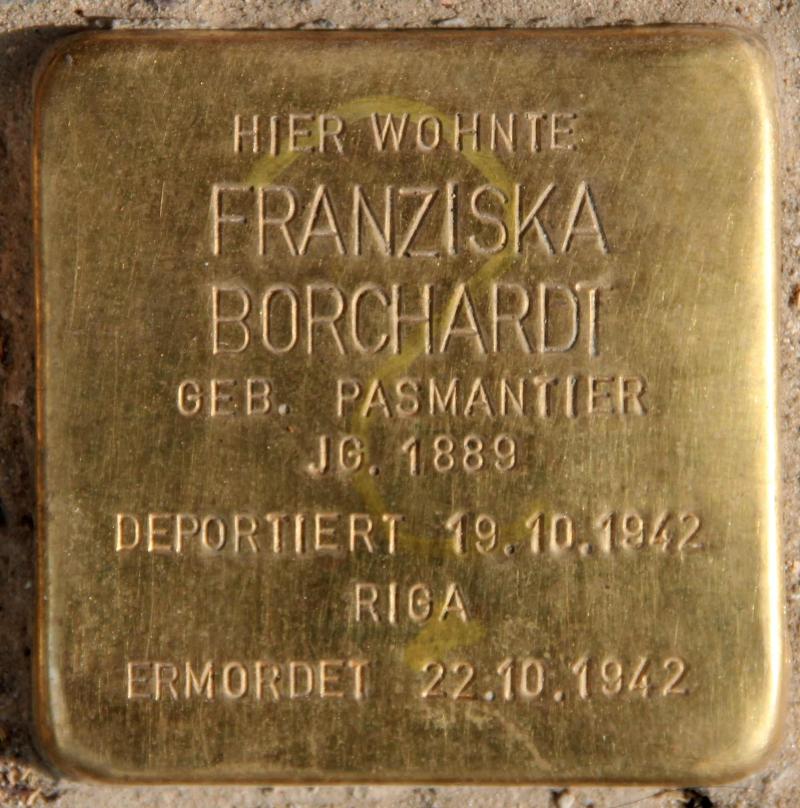 HIER WOHNTE
FRANZISKA
BORCHARDT
GEB. PASMANTIER
JG. 1889
DEPORTIERT 19.10.1942
RIGA
ERMORDET 22.10.1942